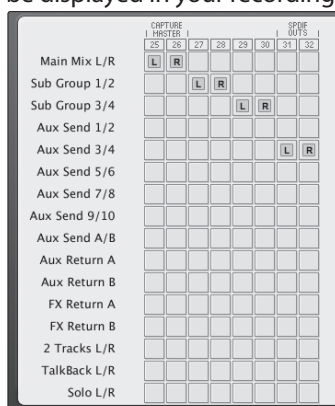 be displayed in your recording
CAPTURE
| MASTER |
SPDIF
| OUTS |
25 26 27 28 29 30 31 32
Main Mix L/R L R
Sub Group 1/2 L R
Sub Group 3/4 L R
Aux Send 1/2
Aux Send 3/4 L R
Aux Send 5/6
Aux Send 7/8
Aux Send 9/10
Aux Send A/B
Aux Return A
Aux Return B
FX Return A
FX Return B
2 Tracks L/R
TalkBack L/R
Solo L/R